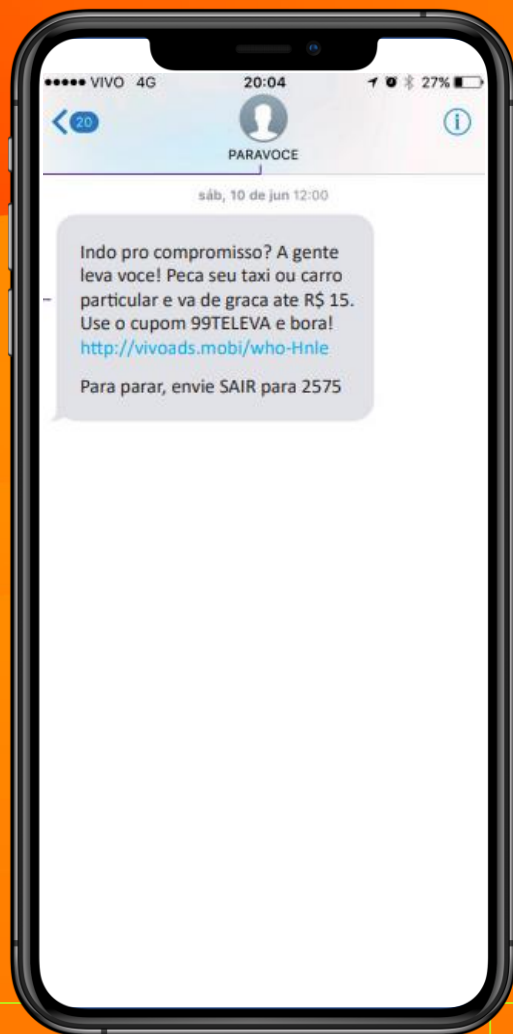 VIVO 4G 20:04 27%
20
PARAVOCE
sáb, 10 de jun 12:00
Indo pro compromisso? A gente
leva voce! Peca seu taxi ou carro
particular e va de graca ate R$ 15.
Use o cupom 99TELEVA e bora!
http://vivoads.mobi/who-Hnle
Para parar, envie SAIR para 2575